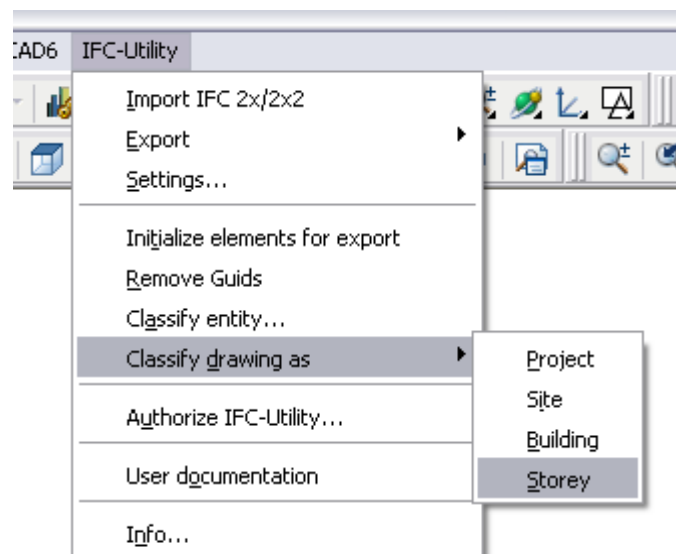 CAD6 IFC-Utility
Import IFC 2x/2x2
Export
Settings...
Initialize elements for export
Remove Guids
Classify entity...
Classify drawing as
Project
Site
Building
Storey
Authorize IFC-Utility...
User documentation
Info...